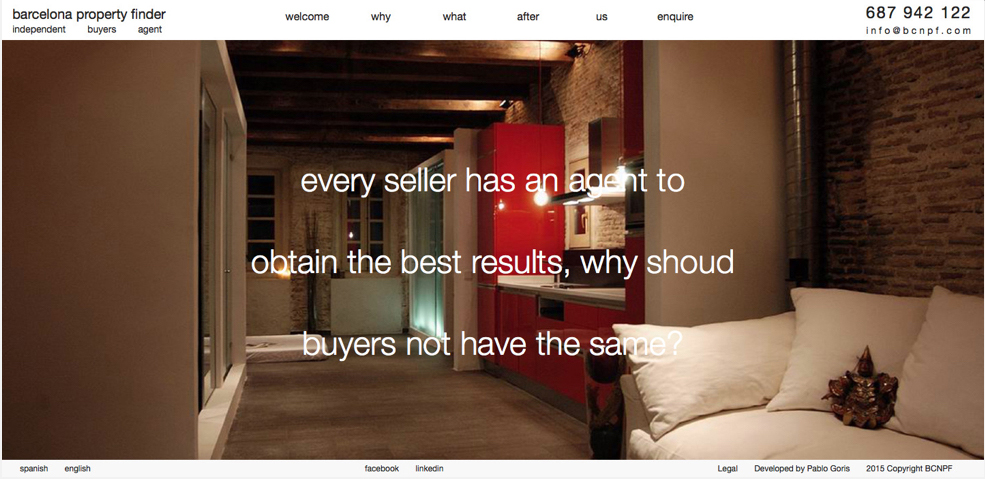 barcelona property finder
independent buyers agent
welcome why what after us enquire
687 942 122
info@bcnpf.com
every seller has an agent to
obtain the best results, why shoud
buyers not have the same?
spanish english facebook linkedin Legal Developed by Pablo Goris 2015 Copyright BCNPF